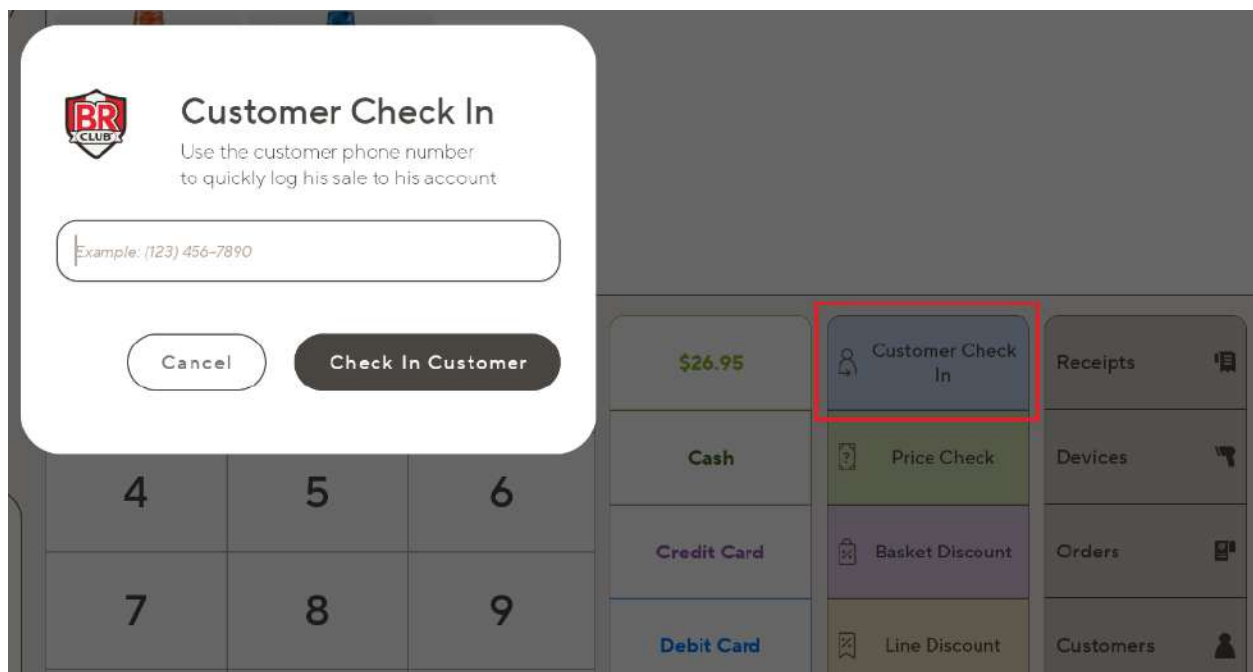 BR
CLUB
Customer Check In
Use the customer phone number
to quickly log his sale to his account
Example: (123) 456-7890
Cancel
Check In Customer
4
5
6
7
8
9
$26.95
Cash
Credit Card
Debit Card
Customer Check
In
Price Check
Basket Discount
Line Discount
Receipts
Devices
Orders
Customers